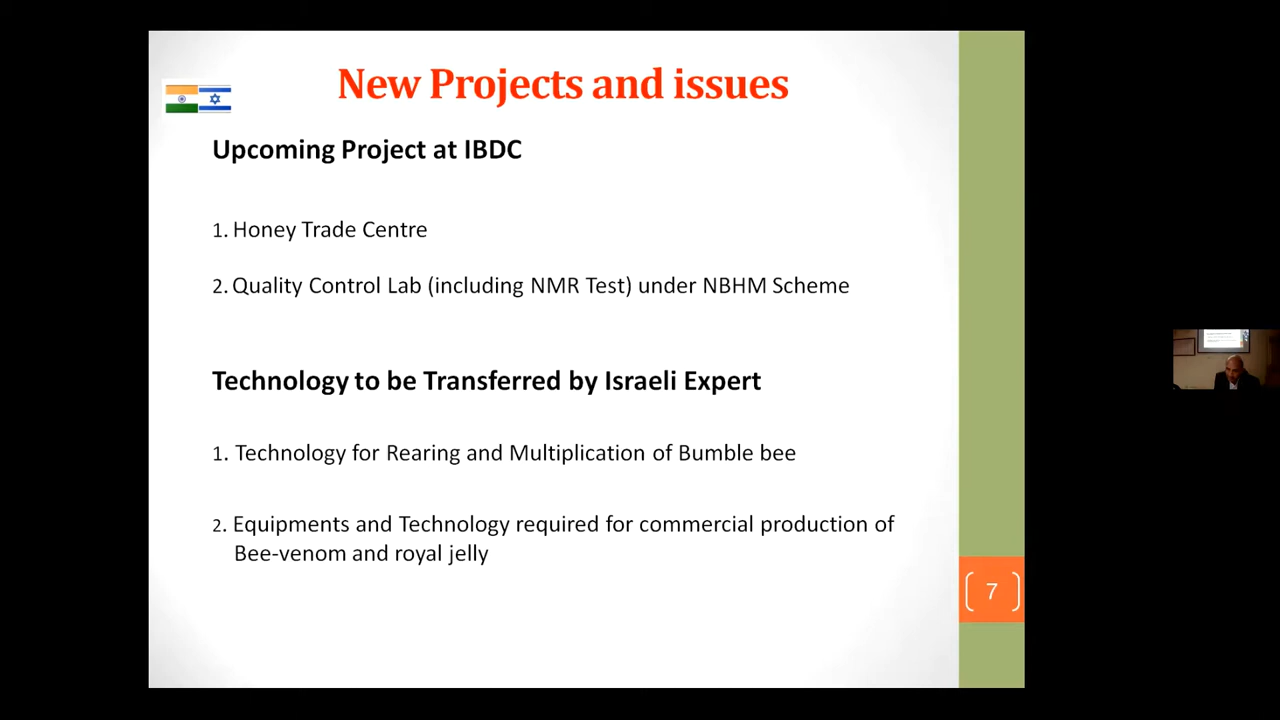 New Projects and issues
Upcoming Project at IBDC
1. Honey Trade Centre
2. Quality Control Lab (including NMR Test) under NBHM Scheme
Technology to be Transferred by Israeli Expert
1. Technology for Rearing and Multiplication of Bumble bee
2. Equipments and Technology required for commercial production of
Bee-venom and royal jelly
7